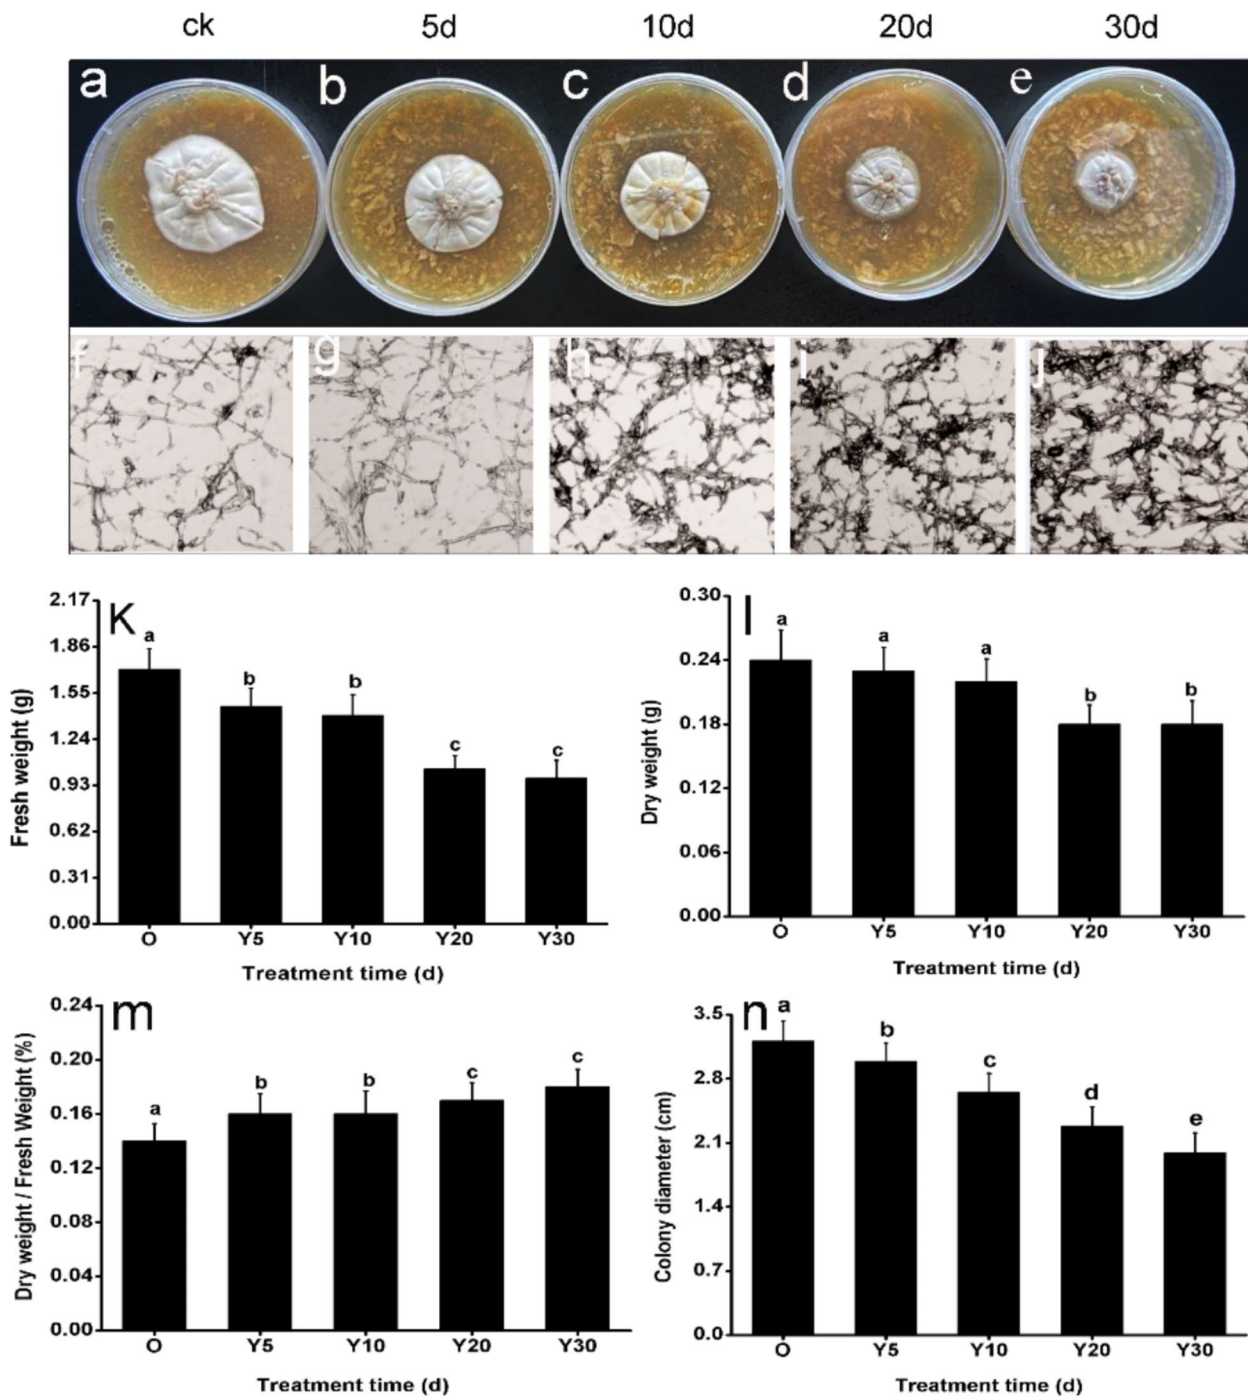 ck 5d 10d 20d 30d
a b c d e
f g h i j
K
2.17
1.86
1.55
1.24
0.93
0.62
0.31
0.00
Fresh weight (g)
a b b c c
O Y5 Y10 Y20 Y30
Treatment time (d)
l
0.30
0.24
0.18
0.12
0.06
0.00
Dry weight (g)
a a a b b
O Y5 Y10 Y20 Y30
Treatment time (d)
m
0.24
0.20
0.16
0.12
0.08
0.04
0.00
Dry weight / Fresh Weight (%)
a b b c c
O Y5 Y10 Y20 Y30
Treatment time (d)
n
3.5
2.8
2.1
1.4
0.7
0.0
Colony diameter (cm)
a b c d e
O Y5 Y10 Y20 Y30
Treatment time (d)